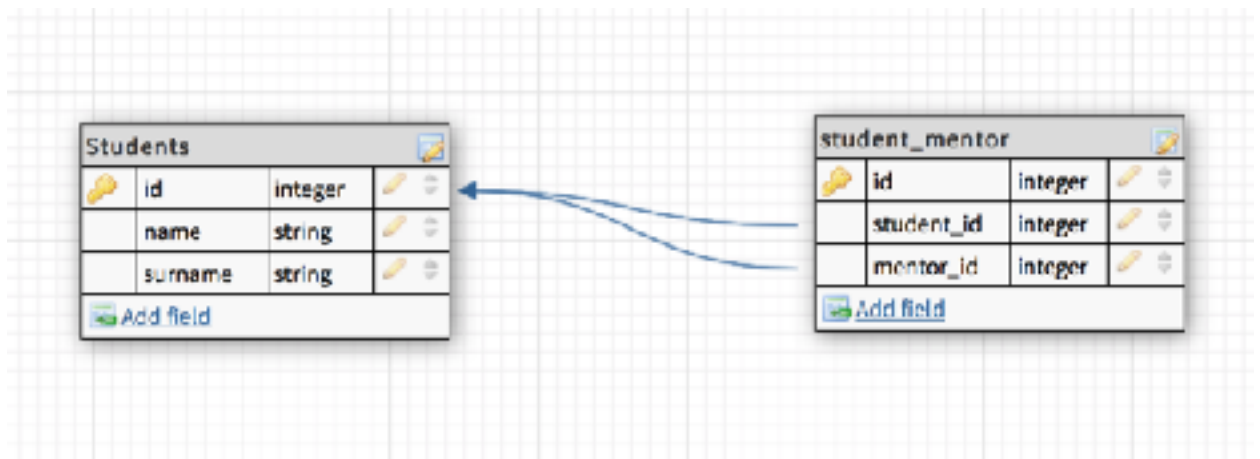 Students
id integer
name string
surname string
Add field
student_mentor
id integer
student_id integer
mentor_id integer
Add field